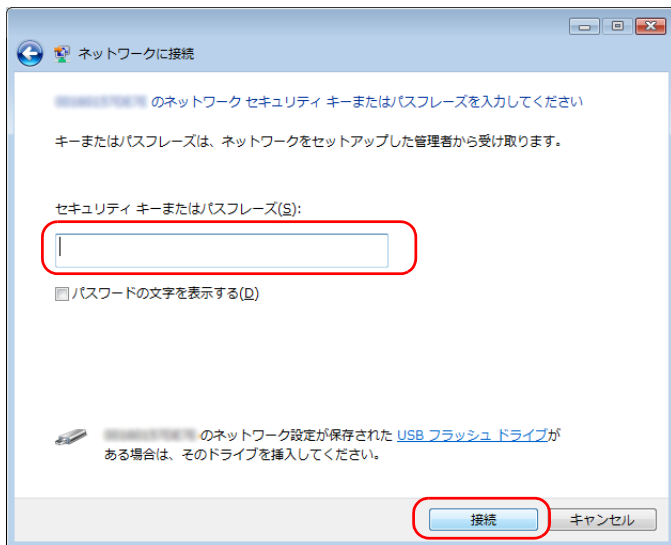 ネットワークに接続
のネットワーク セキュリティ キーまたはパスフレーズを入力してください
キーまたはパスフレーズは、ネットワークをセットアップした管理者から受け取ります。
セキュリティ キーまたはパスフレーズ(S):
パスワードの文字を表示する(D)
のネットワーク設定が保存された USB フラッシュ ドライブが
ある場合は、そのドライブを挿入してください。
接続
キャンセル